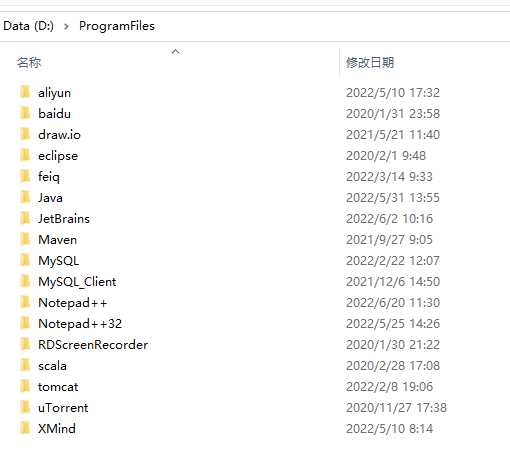 Data (D:) > ProgramFiles
名称 修改日期
aliyun 2022/5/10 17:32
baidu 2020/1/31 23:58
draw.io 2021/5/21 11:40
eclipse 2020/2/1 9:48
feiq 2022/3/14 9:33
Java 2022/5/31 13:55
JetBrains 2022/6/2 10:16
Maven 2021/9/27 9:05
MySQL 2022/2/22 12:07
MySQL_Client 2021/12/6 14:50
Notepad++ 2022/6/20 11:30
Notepad++32 2022/5/25 14:26
RDScreenRecorder 2020/1/30 21:22
scala 2020/2/28 17:08
tomcat 2022/2/8 19:06
uTorrent 2020/11/27 17:38
XMind 2022/5/10 8:14